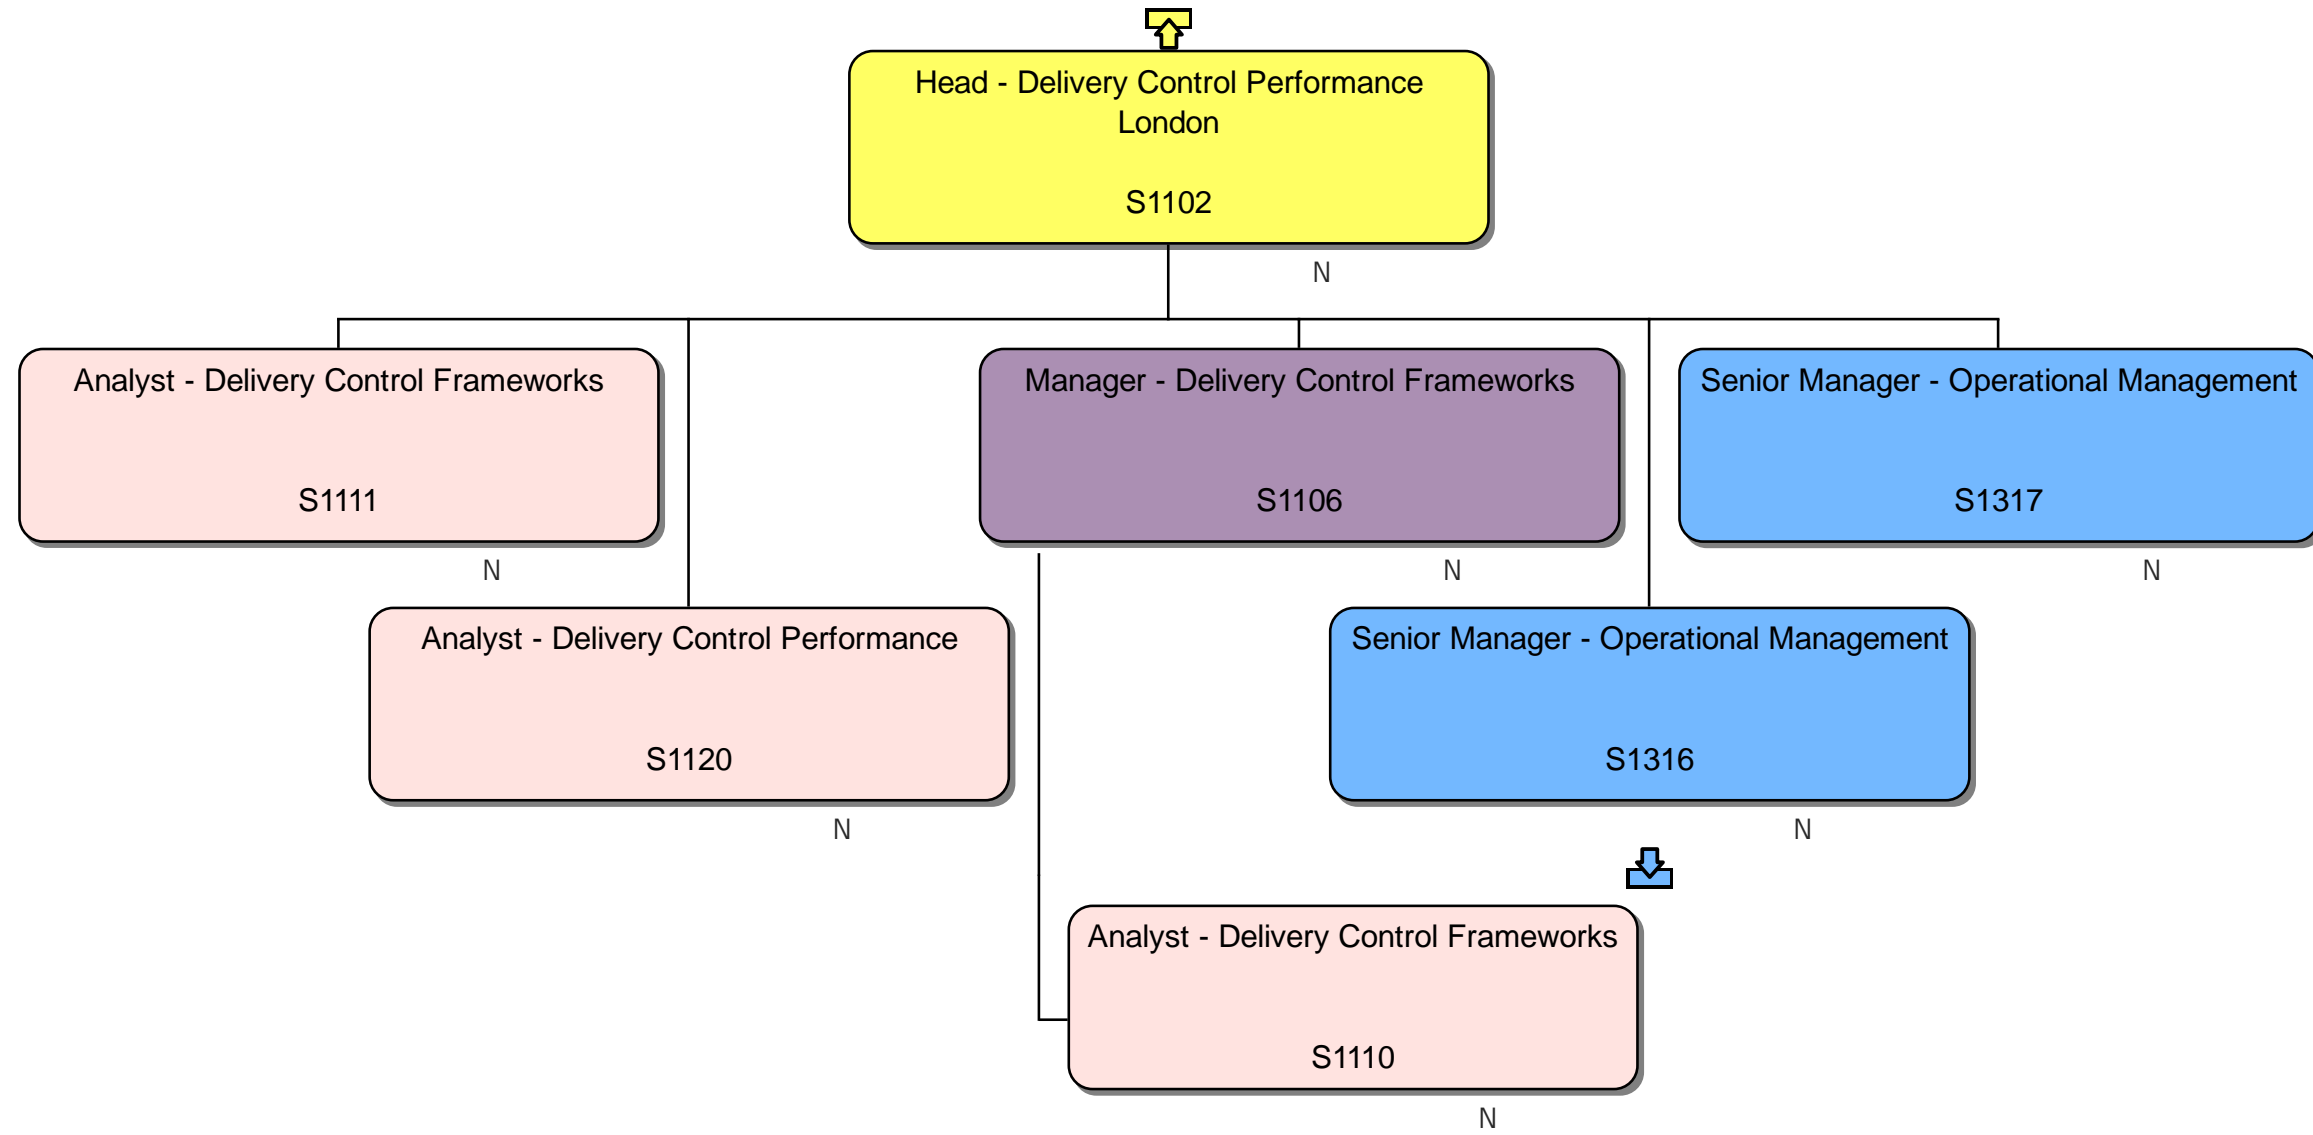 Head - Delivery Control Performance
London
S1102
N
Analyst - Delivery Control Frameworks
S1111
N
Manager - Delivery Control Frameworks
S1106
N
Senior Manager - Operational Management
S1317
N
Analyst - Delivery Control Performance
S1120
N
Senior Manager - Operational Management
S1316
N
Analyst - Delivery Control Frameworks
S1110
N